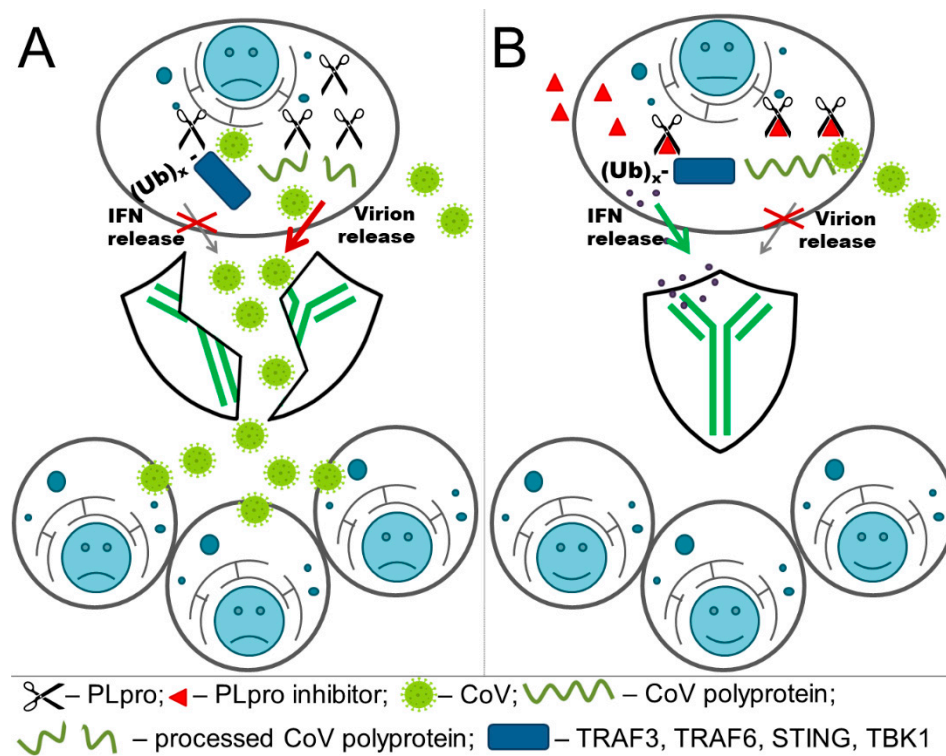 A
B
(Ub)ₓ-
IFN
release
Virion
release
(Ub)ₓ-
IFN
release
Virion
release
– PLpro; – PLpro inhibitor; – CoV; – CoV polyprotein;
– processed CoV polyprotein; – TRAF3, TRAF6, STING, TBK1